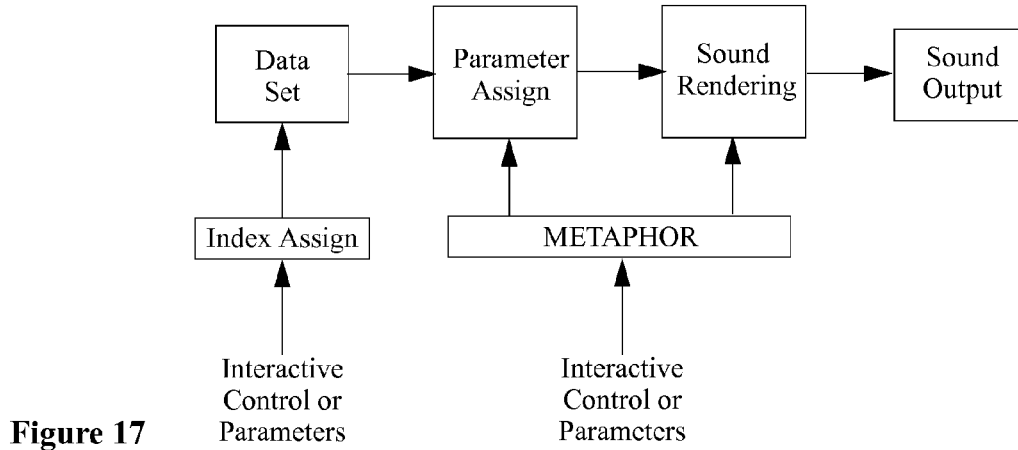 Data
Set
Parameter
Assign
Sound
Rendering
Sound
Output
Index Assign
METAPHOR
Interactive
Control or
Parameters
Interactive
Control or
Parameters
Figure 17